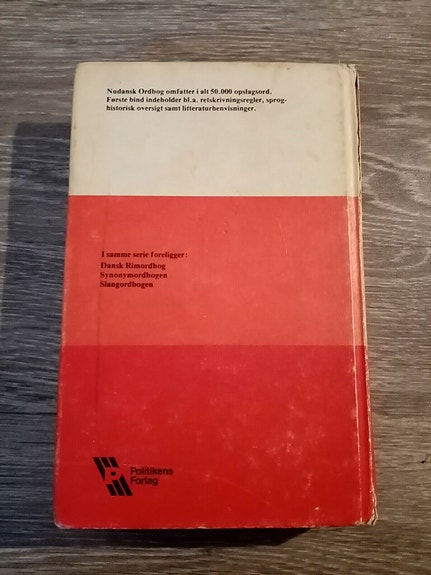 Nudansk Ordbog omfatter i alt 50.000 opslagsord.
Første bind indeholder bl.a. retskrivningsregler, sprog-
historisk oversigt samt litteraturhenvisninger.
I samme serie foreligger:
Dansk Rimordbog
Synonymordbogen
Slangordbogen
P
Politikens
Forlag